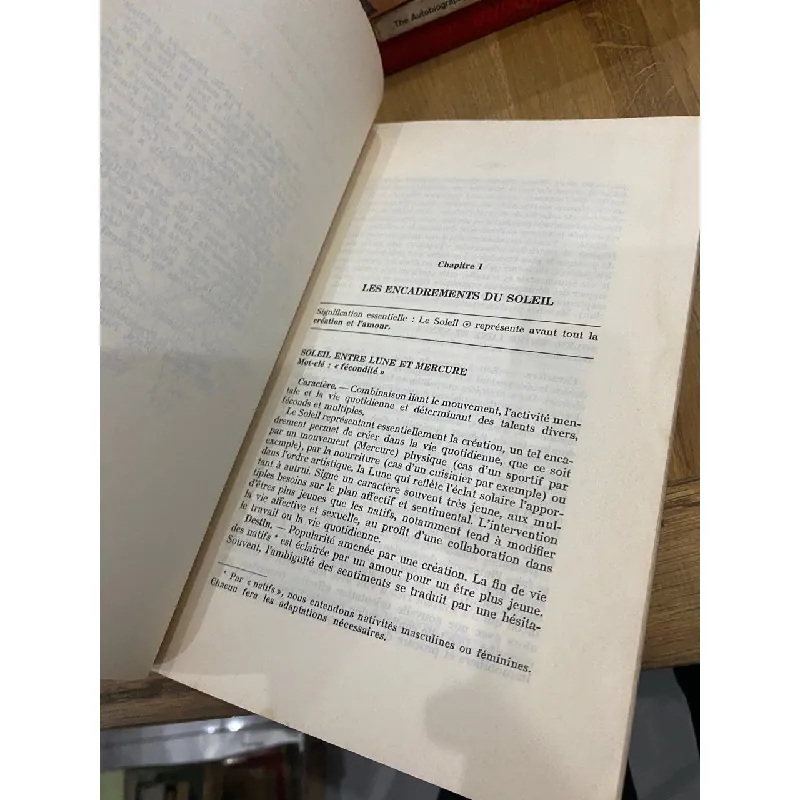 The Autobiography
Chapitre I
LES ENCADREMENTS DU SOLEIL
Signification essentielle : Le Soleil ☉ représente avant tout la
création et l'amour.
SOLEIL ENTRE LUNE ET MERCURE
Mot-clé : « fécondité »
Caractère. — Combinaison liant le mouvement, l'activité men-
tale et la vie quotidienne et déterminant des talents divers,
féconds et multiples.
Le Soleil représentant essentiellement la création, un tel enca-
drement permet de créer dans la vie quotidienne, que ce soit
par un mouvement (Mercure) physique (cas d'un sportif par
exemple), par la nourriture (cas d'un cuisinier par exemple) ou
dans l'ordre artistique, la Lune qui reflète l'éclat solaire l'appor-
tant à autrui. Signe un caractère souvent très jeune, aux mul-
tiples besoins sur le plan affectif et sentimental. L'intervention
d'êtres plus jeunes que les natifs, notamment tend à modifier
la vie affective et sexuelle, au profit d'une collaboration dans
le travail ou la vie quotidienne.
Destin. — Popularité amenée par une création. La fin de vie
des natifs * est éclairée par un amour pour un être plus jeune.
Souvent, l'ambiguïté des sentiments se traduit par une hésita-
* Par « natifs », nous entendons nativités masculines ou féminines.
Chacun fera les adaptations nécessaires.